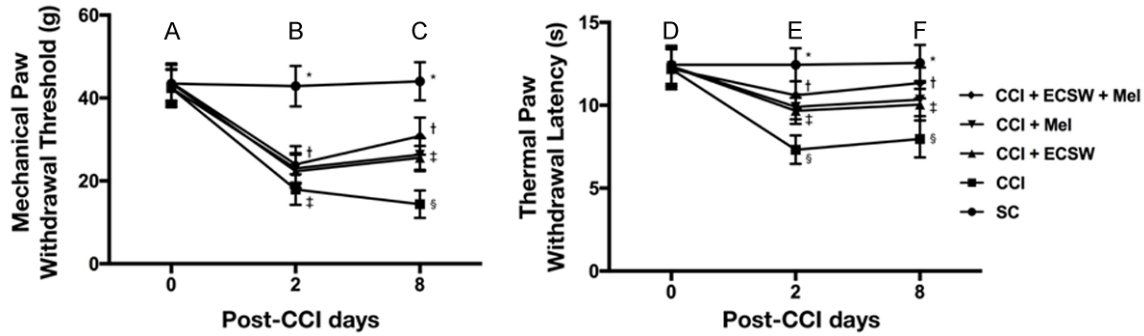 Mechanical Paw
Withdrawal Threshold (g)
60
40
20
0
A
B
C
*
*
†
†
‡
‡
§
0
2
8
Post-CCI days
Thermal Paw
Withdrawal Latency (s)
15
10
5
0
D
E
F
*
*
†
†
‡
‡
§
§
0
2
8
Post-CCI days
CCI + ECSW + Mel
CCI + Mel
CCI + ECSW
CCI
SC